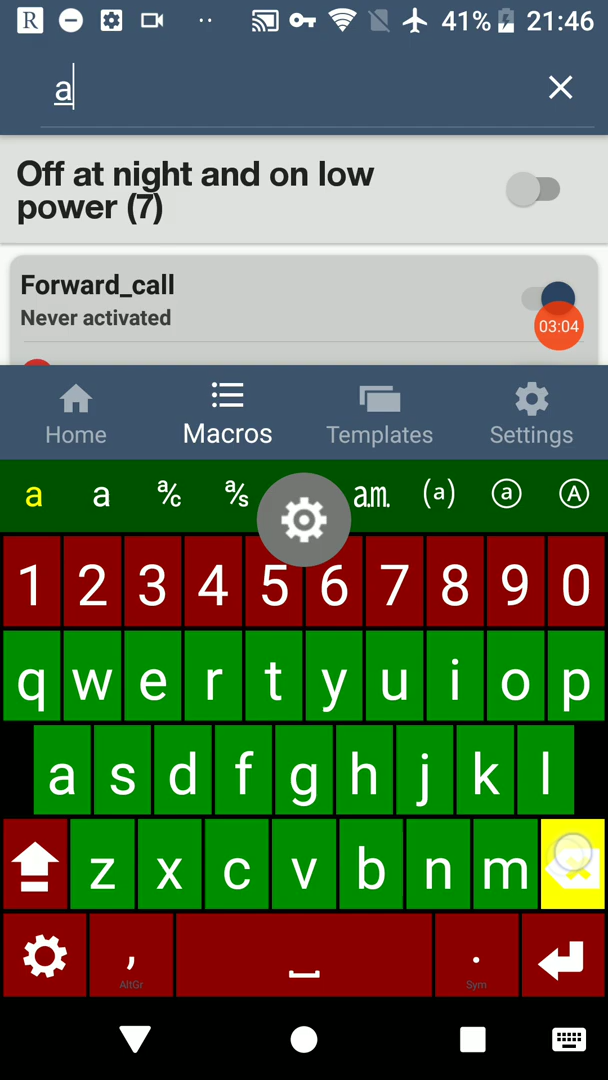 R 41% 21:46
a
Off at night and on low
power (7)
Forward_call
Never activated
03:04
Home Macros Templates Settings
a a a/c a/s a.m. (a) ⓐ Ⓐ
1 2 3 4 5 6 7 8 9 0
q w e r t y u i o p
a s d f g h j k l
z x c v b n m
, .
AltGr Sym